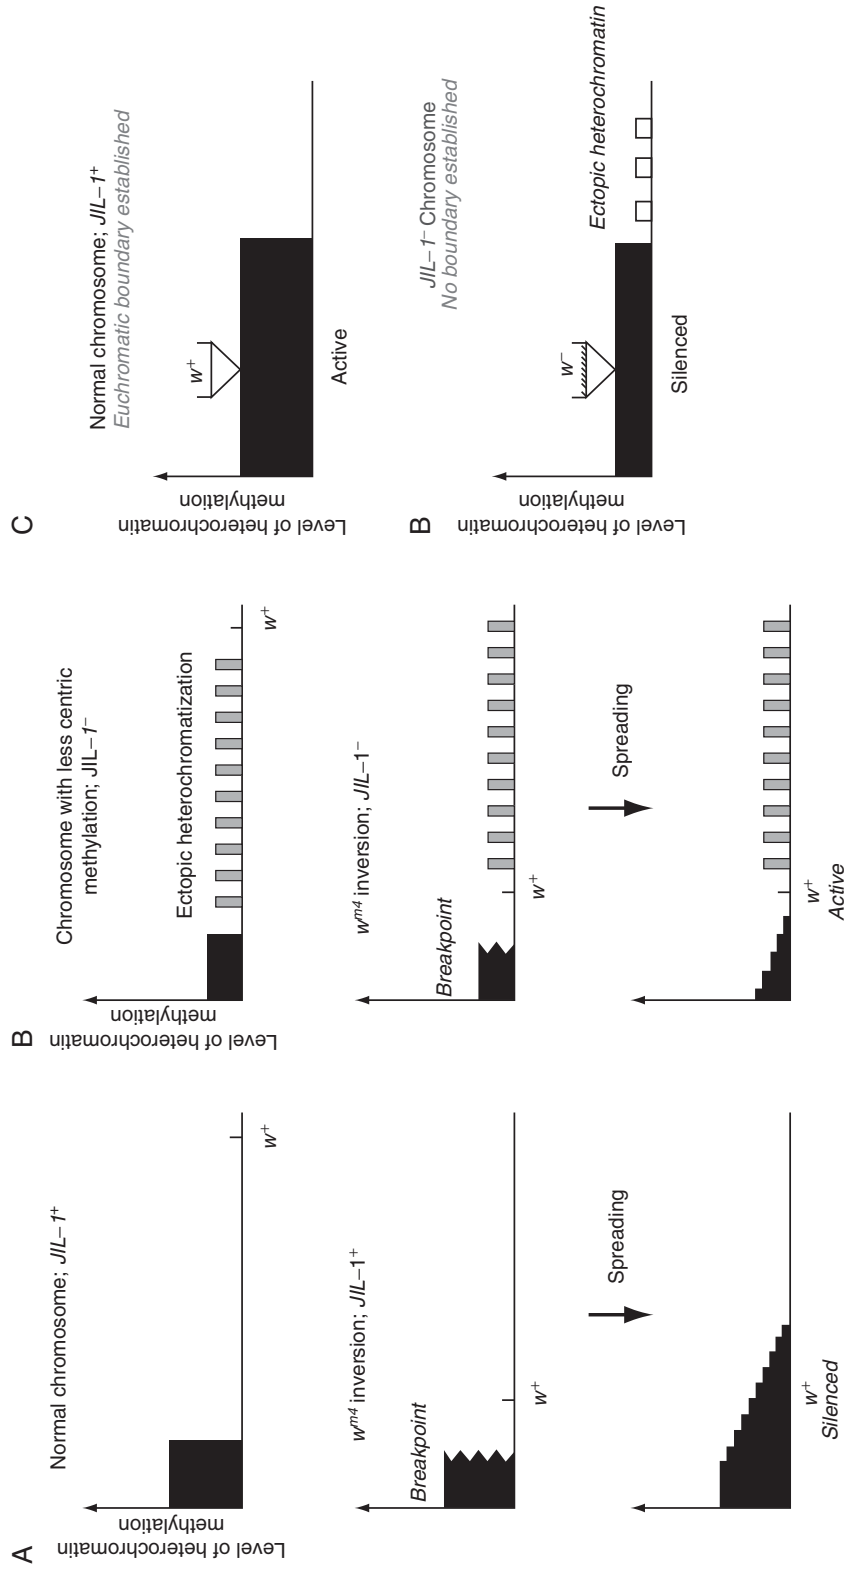 A
Normal chromosome; JIL–1+
Level of heterochromatin
methylation
w+
wm4 inversion; JIL–1+
Breakpoint
w+
Spreading
w+
Silenced
B
Chromosome with less centric
methylation; JIL-1–
Level of heterochromatin
methylation
Ectopic heterochromatization
w+
wm4 inversion; JIL–1–
Breakpoint
w+
Spreading
w+
Active
C
Normal chromosome; JIL–1+
Euchromatic boundary established
Level of heterochromatin
methylation
w+
Active
B
JIL–1– Chromosome
No boundary established
Level of heterochromatin
methylation
w–
Ectopic heterochromatin
Silenced